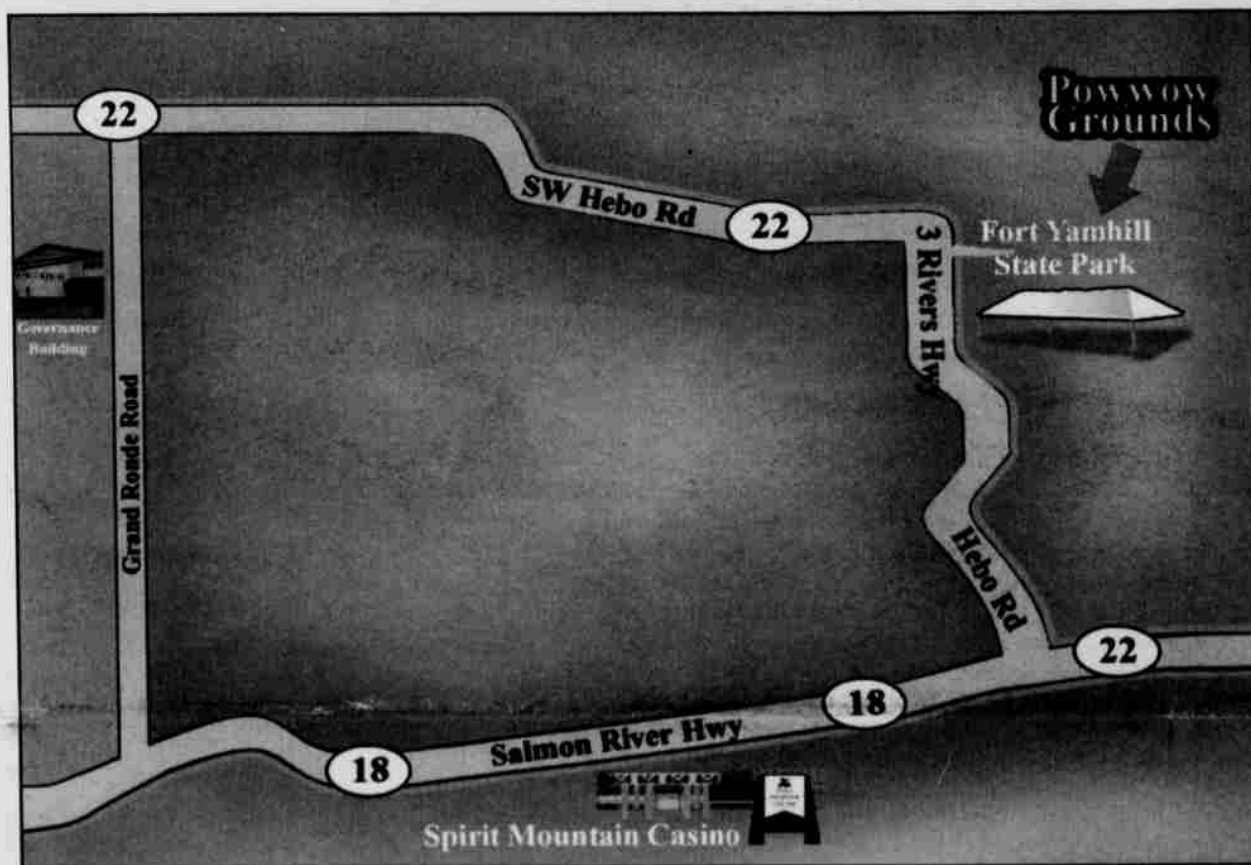 22
Powwow
Grounds
SW Hebo Rd
22
3 Rivers Hwy
Fort Yamhill
State Park
Governance
Building
Grand Ronde Road
Hebo Rd
22
18
Salmon River Hwy
18
Spirit Mountain Casino